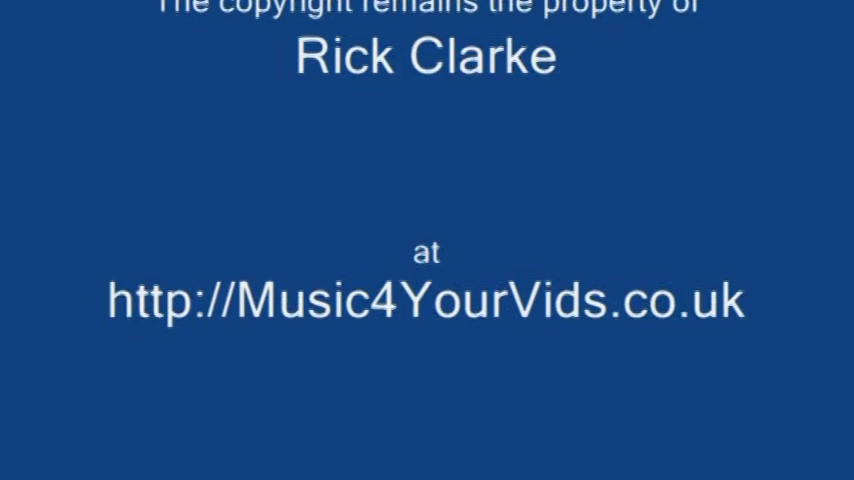 The copyright remains the property of
Rick Clarke
at
http://Music4YourVids.co.uk